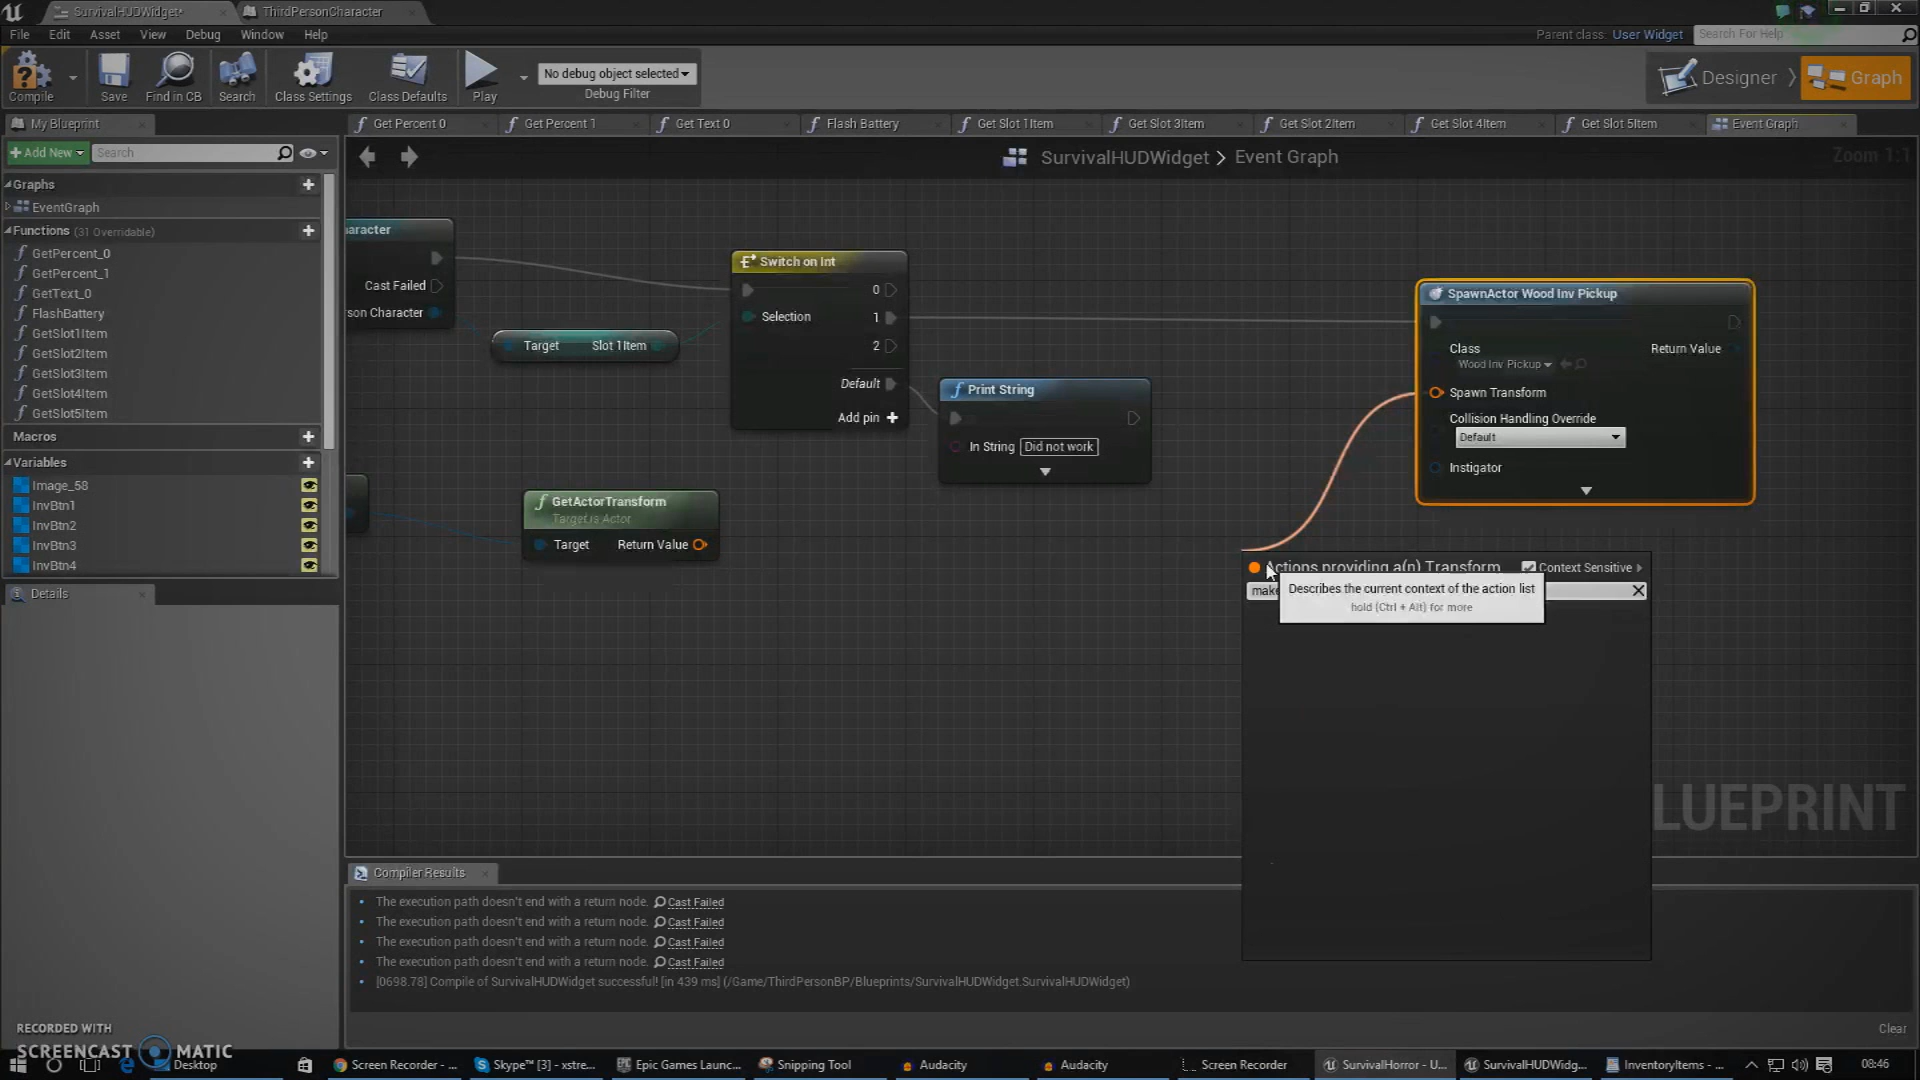 SurvivalHUDWidget*
ThirdPersonCharacter
File Edit Asset View Debug Window Help
Parent class: User Widget
Search For Help
Compile
Save
Find in CB
Search
Class Settings
Class Defaults
Play
No debug object selected
Debug Filter
Designer
Graph
My Blueprint
Get Percent 0
Get Percent 1
Get Text 0
Flash Battery
Get Slot 1Item
Get Slot 3Item
Get Slot 2Item
Get Slot 4Item
Get Slot 5Item
Event Graph
+Add New
Search
SurvivalHUDWidget > Event Graph
Zoom 1:1
Graphs
EventGraph
Functions (31 Overridable)
GetPercent_0
GetPercent_1
GetText_0
FlashBattery
GetSlot1Item
GetSlot2Item
GetSlot3Item
GetSlot4Item
GetSlot5Item
Macros
Variables
Image_58
InvBtn1
InvBtn2
InvBtn3
InvBtn4
Details
aracter
Cast Failed
son Character
Target Slot 1Item
Switch on Int
0
Selection 1
2
Default
Add pin +
Print String
In String Did not work
GetActorTransform
Target is Actor
Target Return Value
SpawnActor Wood Inv Pickup
Class
Wood Inv Pickup
Return Value
Spawn Transform
Collision Handling Override
Default
Instigator
Actions providing a(n) Transform
Context Sensitive
make
Describes the current context of the action list
hold (Ctrl + Alt) for more
LUEPRINT
Compiler Results
The execution path doesn't end with a return node. Cast Failed
The execution path doesn't end with a return node. Cast Failed
The execution path doesn't end with a return node. Cast Failed
The execution path doesn't end with a return node. Cast Failed
[0698.78] Compile of SurvivalHUDWidget successful! [in 439 ms] (/Game/ThirdPersonBP/Blueprints/SurvivalHUDWidget.SurvivalHUDWidget)
Clear
RECORDED WITH
SCREENCAST MATIC
Desktop
Screen Recorder - ...
Skype™ [3] - xstre...
Epic Games Launc...
Snipping Tool
Audacity
Audacity
Screen Recorder
SurvivalHorror - U...
SurvivalHUDWidg...
InventoryItems - ...
08:46